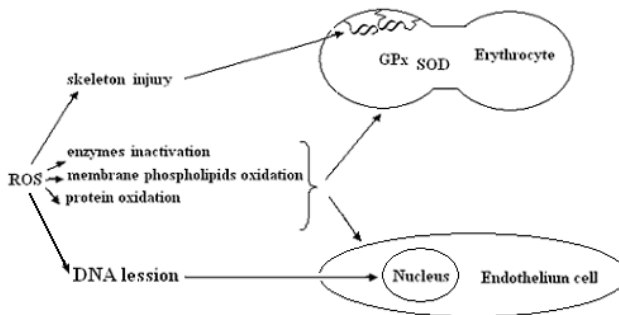 GPx SOD Erythrocyte
skeleton injury
enzymes inactivation
ROS membrane phospholipids oxidation
protein oxidation
DNA lession Nucleus Endothelium cell